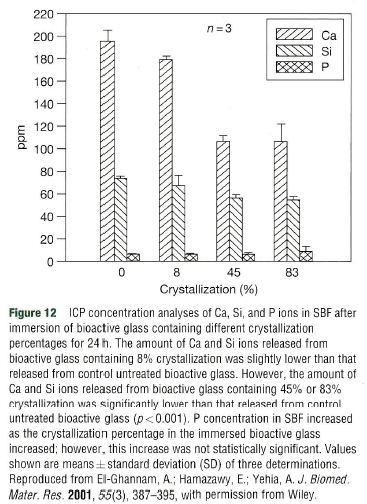 220
200
180
160
140
120
100
80
60
40
20
0
ppm
n=3
Ca
Si
P
0 8 45 83
Crystallization (%)
Figure 12 ICP concentration analyses of Ca, Si, and P ions in SBF after
immersion of bioactive glass containing different crystallization
percentages for 24 h. The amount of Ca and Si ions released from
bioactive glass containing 8% crystallization was slightly lower than that
released from control untreated bioactive glass. However, the amount of
Ca and Si ions released from bioactive glass containing 45% or 83%
crystallization was significantly lower than that released from control
untreated bioactive glass (p<0.001). P concentration in SBF increased
as the crystallization percentage in the immersed bioactive glass
increased; however, this increase was not statistically significant. Values
shown are means±standard deviation (SD) of three determinations.
Reproduced from El-Ghannam, A.; Hamazawy, E.; Yehia, A. J. Biomed.
Mater. Res. 2001, 55(3), 387–395, with permission from Wiley.